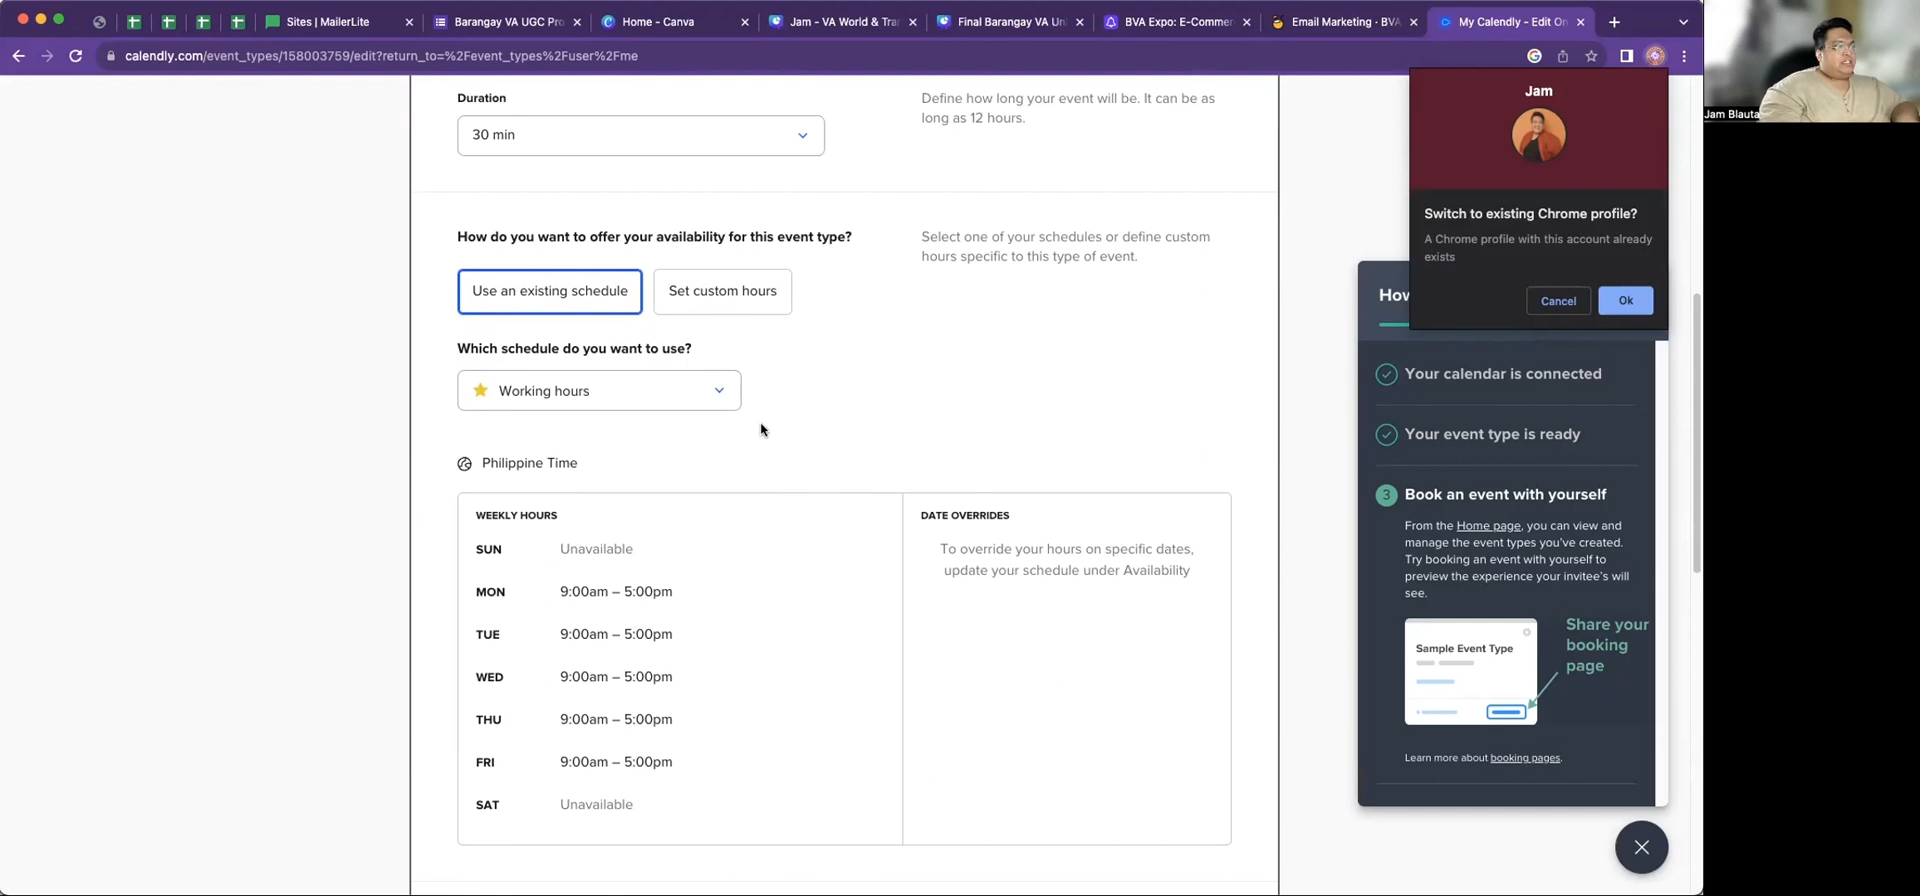 Sites | MailerLite
Barangay VA UGC Pro
Home - Canva
Jam - VA World & Tra
Final Barangay VA Un
BVA Expo: E-Commer
Email Marketing · BVA
My Calendly - Edit On
calendly.com/event_types/158003759/edit?return_to=%2Fevent_types%2Fuser%2Fme
Jam Blauta
Duration
30 min
Define how long your event will be. It can be as
long as 12 hours.
How do you want to offer your availability for this event type?
Use an existing schedule
Set custom hours
Select one of your schedules or define custom
hours specific to this type of event.
Which schedule do you want to use?
Working hours
Philippine Time
WEEKLY HOURS
SUN Unavailable
MON 9:00am – 5:00pm
TUE 9:00am – 5:00pm
WED 9:00am – 5:00pm
THU 9:00am – 5:00pm
FRI 9:00am – 5:00pm
SAT Unavailable
DATE OVERRIDES
To override your hours on specific dates,
update your schedule under Availability
Jam
Switch to existing Chrome profile?
A Chrome profile with this account already
exists
Cancel
Ok
How
Your calendar is connected
Your event type is ready
3 Book an event with yourself
From the Home page, you can view and
manage the event types you've created.
Try booking an event with yourself to
preview the experience your invitee's will
see.
Sample Event Type
Share your
booking
page
Learn more about booking pages.